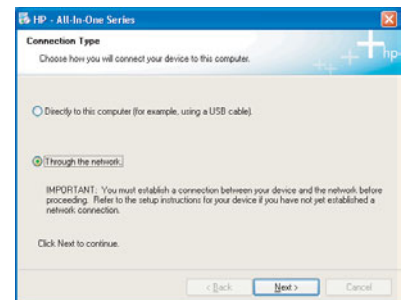 HP - All-In-One Series
Connection Type
Choose how you will connect your device to this computer.
hp
Directly to this computer (for example, using a USB cable).
Through the network.
IMPORTANT: You must establish a connection between your device and the network before
proceeding. Refer to the setup instructions for your device if you have not yet established a
network connection.
Click Next to continue.
< Back Next > Cancel